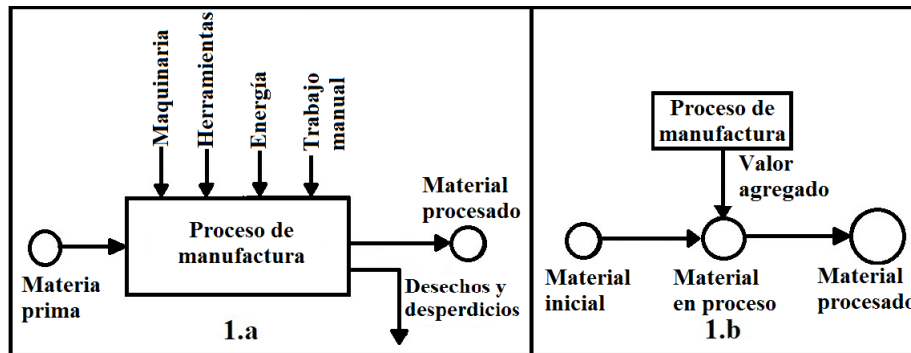 Maquinaria
Herramientas
Energía
Trabajo
manual
Materia
prima
Proceso de
manufactura
Material
procesado
Desechos y
desperdicios
1.a
Proceso de
manufactura
Valor
agregado
Material
inicial
Material
en proceso
Material
procesado
1.b